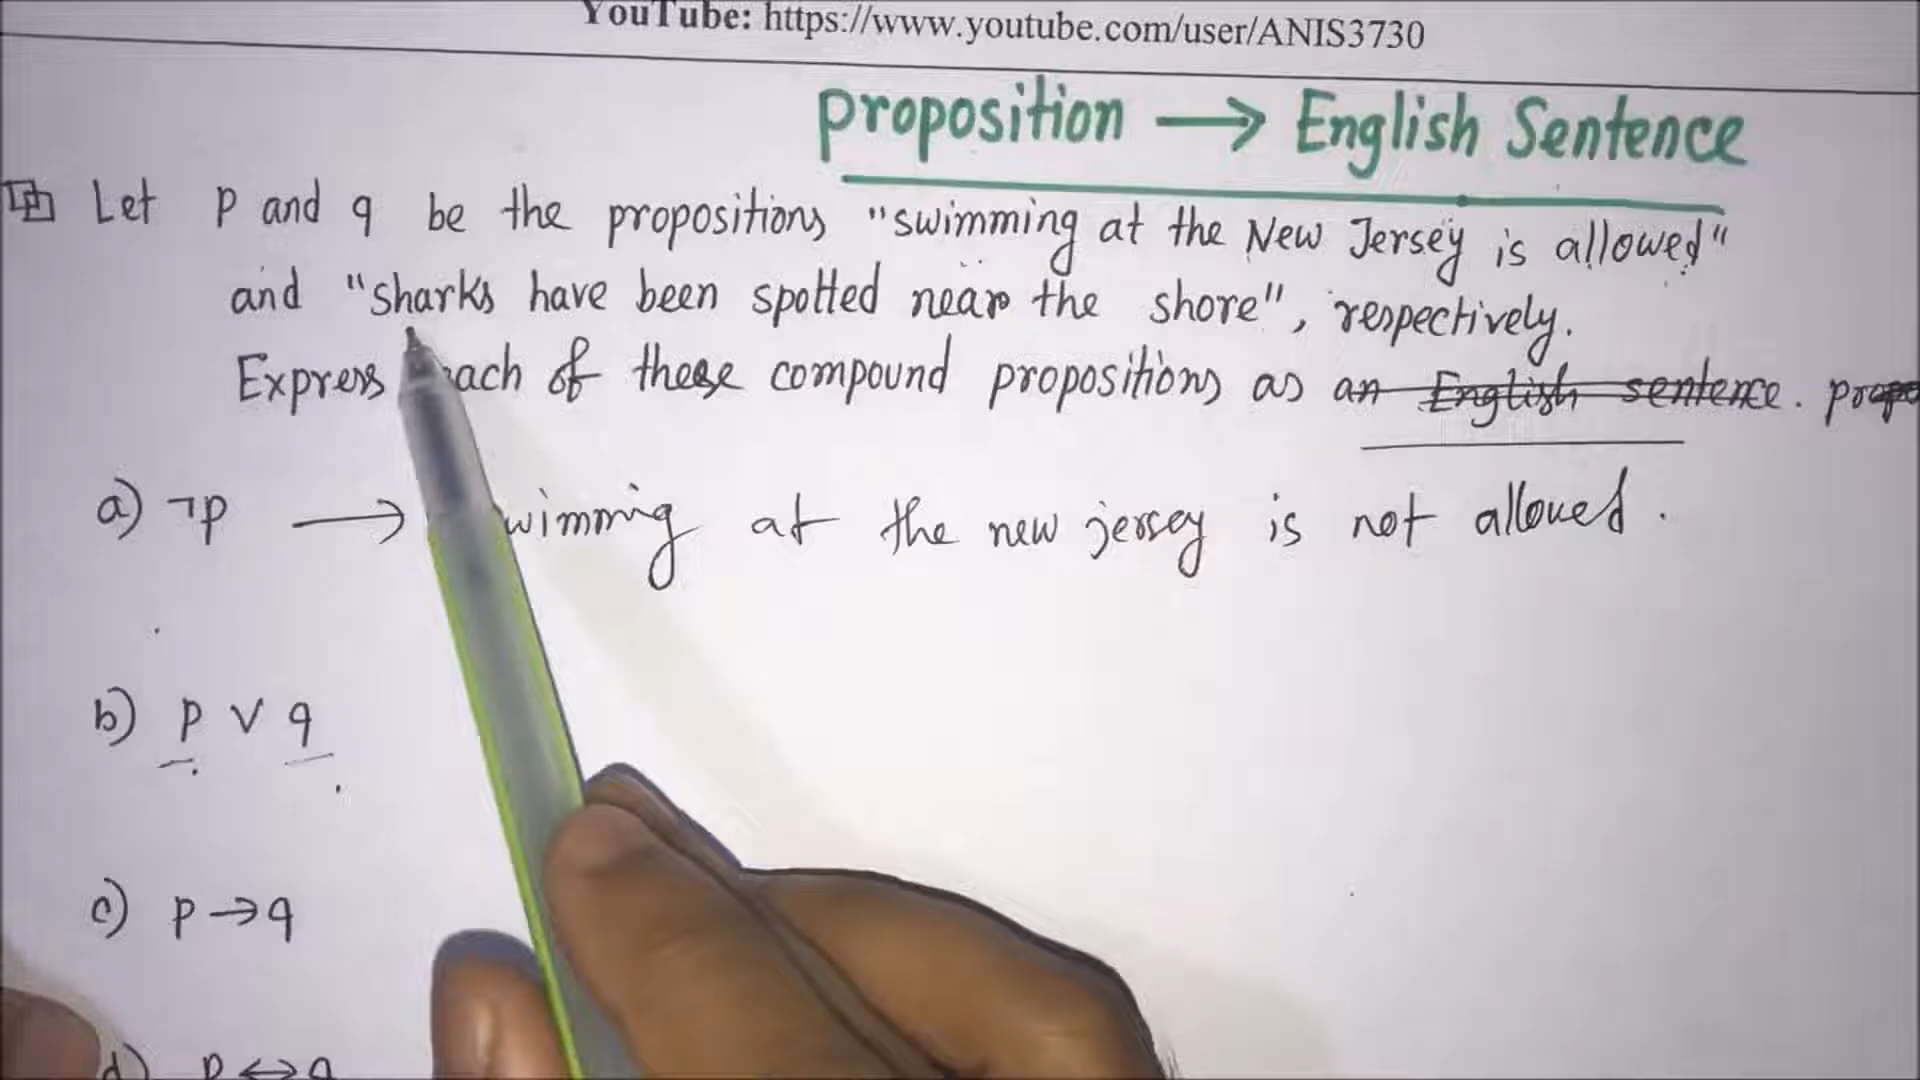 YouTube: https://www.youtube.com/user/ANIS3730
proposition → English Sentence
Let p and q be the propositions "swimming at the New Jersey is allowed"
and "sharks have been spotted near the shore", respectively.
Express each of these compound propositions as an English sentence.
a) ¬p → swimming at the new jersey is not allowed.
b) p ∨ q
c) p → q
d) p ↔ q